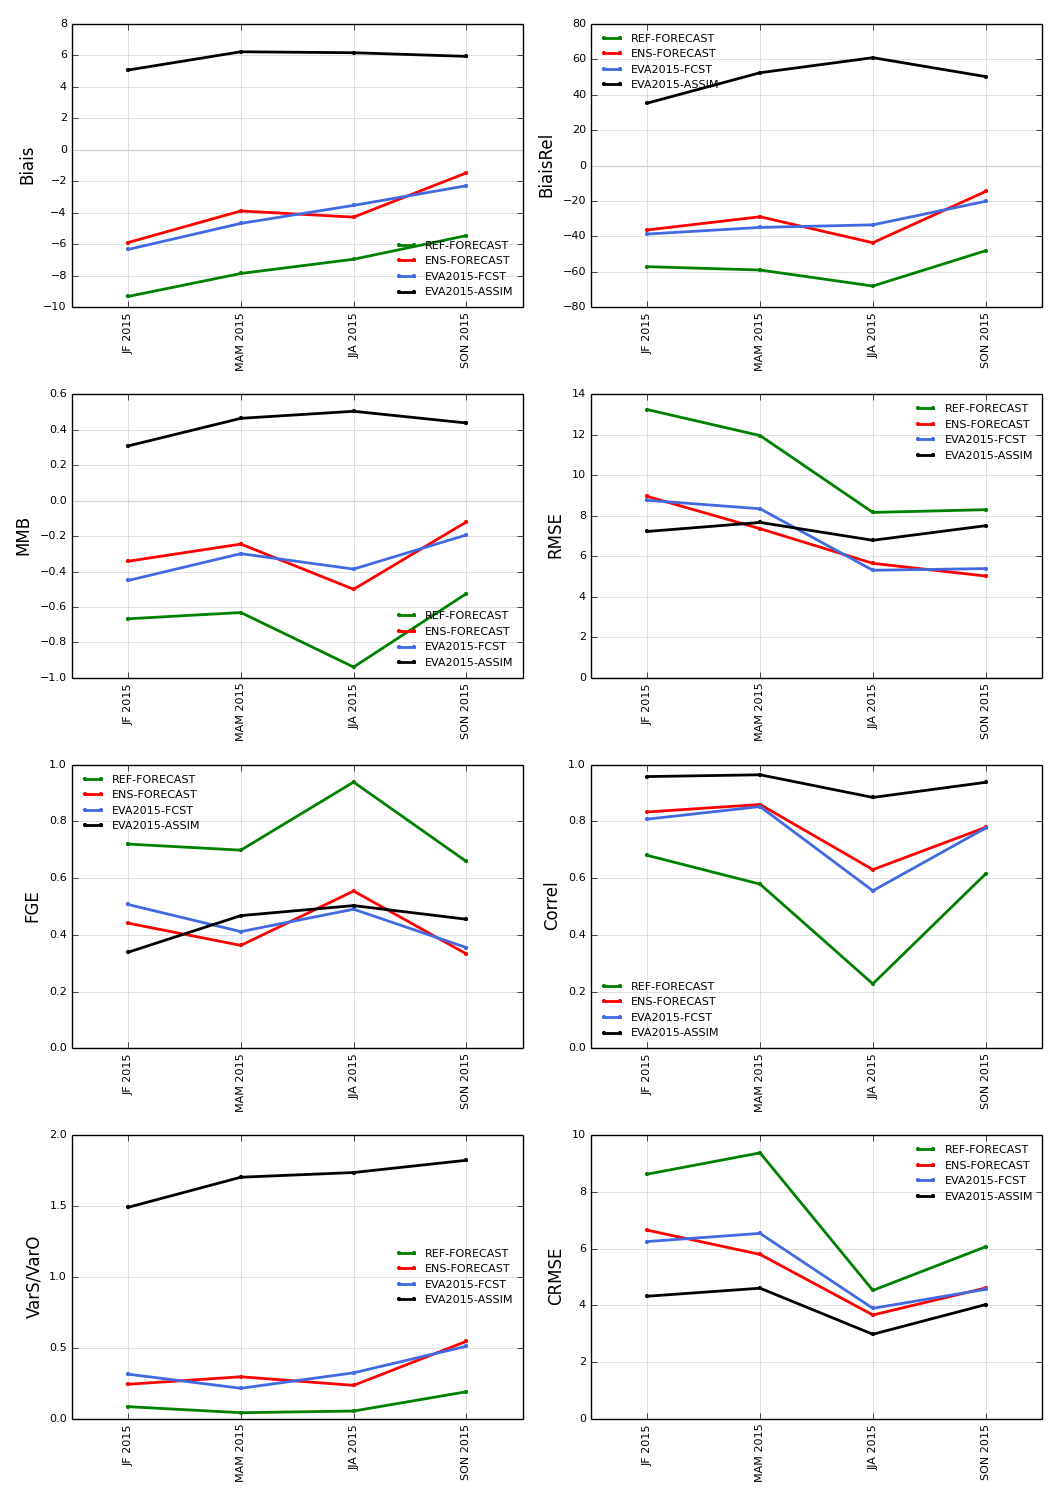 8
6
4
2
0
−2
−4
−6
−8
−10
Biais
JF 2015
MAM 2015
JJA 2015
SON 2015
REF-FORECAST
ENS-FORECAST
EVA2015-FCST
EVA2015-ASSIM
80
60
40
20
0
−20
−40
−60
−80
BiaisRel
JF 2015
MAM 2015
JJA 2015
SON 2015
REF-FORECAST
ENS-FORECAST
EVA2015-FCST
EVA2015-ASSIM
0.6
0.4
0.2
0.0
−0.2
−0.4
−0.6
−0.8
−1.0
MMB
JF 2015
MAM 2015
JJA 2015
SON 2015
REF-FORECAST
ENS-FORECAST
EVA2015-FCST
EVA2015-ASSIM
14
12
10
8
6
4
2
0
RMSE
JF 2015
MAM 2015
JJA 2015
SON 2015
REF-FORECAST
ENS-FORECAST
EVA2015-FCST
EVA2015-ASSIM
1.0
0.8
0.6
0.4
0.2
0.0
FGE
JF 2015
MAM 2015
JJA 2015
SON 2015
REF-FORECAST
ENS-FORECAST
EVA2015-FCST
EVA2015-ASSIM
1.0
0.8
0.6
0.4
0.2
0.0
Correl
JF 2015
MAM 2015
JJA 2015
SON 2015
REF-FORECAST
ENS-FORECAST
EVA2015-FCST
EVA2015-ASSIM
2.0
1.5
1.0
0.5
0.0
VarS/VarO
JF 2015
MAM 2015
JJA 2015
SON 2015
REF-FORECAST
ENS-FORECAST
EVA2015-FCST
EVA2015-ASSIM
10
8
6
4
2
0
CRMSE
JF 2015
MAM 2015
JJA 2015
SON 2015
REF-FORECAST
ENS-FORECAST
EVA2015-FCST
EVA2015-ASSIM